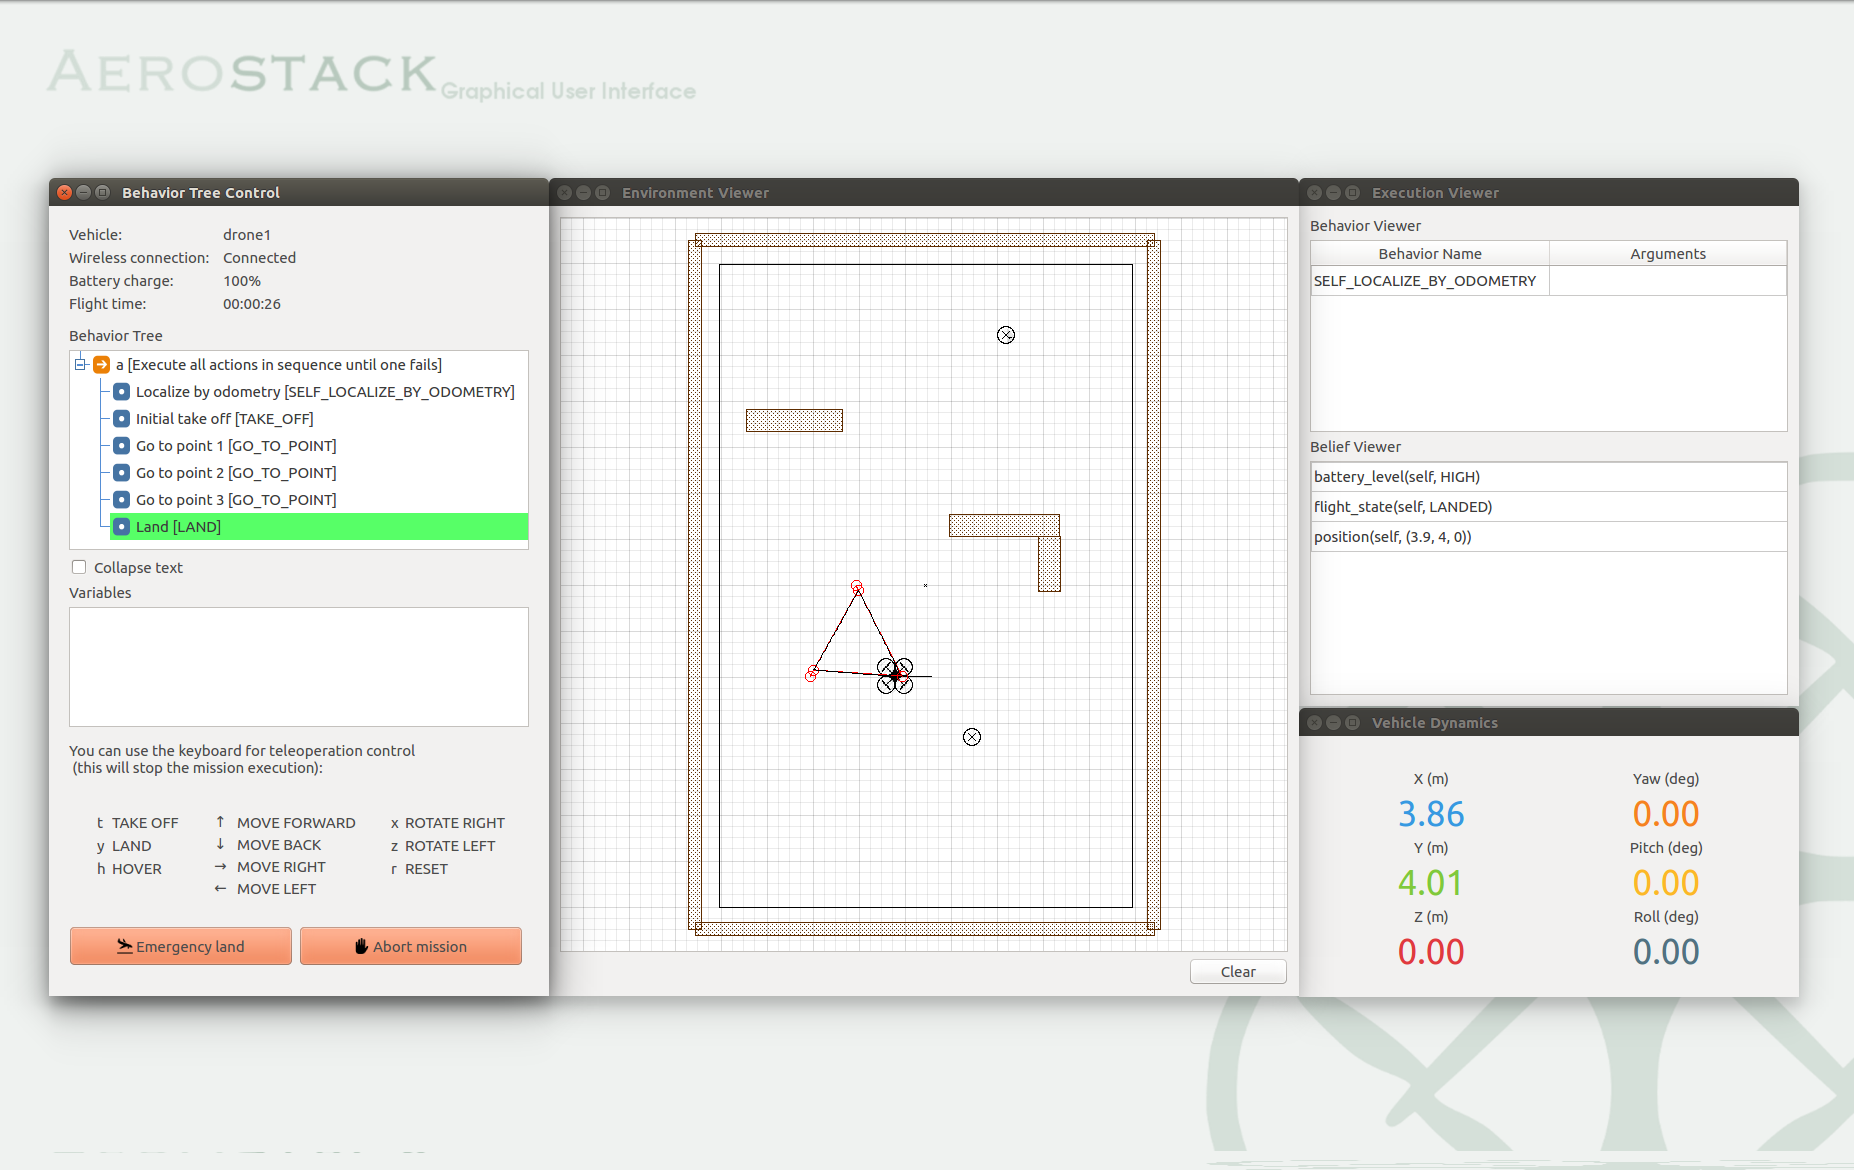 AEROSTACK Graphical User Interface
Behavior Tree Control
Vehicle: drone1
Wireless connection: Connected
Battery charge: 100%
Flight time: 00:00:26
Behavior Tree
a [Execute all actions in sequence until one fails]
Localize by odometry [SELF_LOCALIZE_BY_ODOMETRY]
Initial take off [TAKE_OFF]
Go to point 1 [GO_TO_POINT]
Go to point 2 [GO_TO_POINT]
Go to point 3 [GO_TO_POINT]
Land [LAND]
Collapse text
Variables
You can use the keyboard for teleoperation control
(this will stop the mission execution):
t TAKE OFF ↑ MOVE FORWARD x ROTATE RIGHT
y LAND ↓ MOVE BACK z ROTATE LEFT
h HOVER → MOVE RIGHT r RESET
← MOVE LEFT
Emergency land Abort mission
Environment Viewer
Clear
Execution Viewer
Behavior Viewer
Behavior Name Arguments
SELF_LOCALIZE_BY_ODOMETRY
Belief Viewer
battery_level(self, HIGH)
flight_state(self, LANDED)
position(self, (3.9, 4, 0))
Vehicle Dynamics
X (m) Yaw (deg)
3.86 0.00
Y (m) Pitch (deg)
4.01 0.00
Z (m) Roll (deg)
0.00 0.00